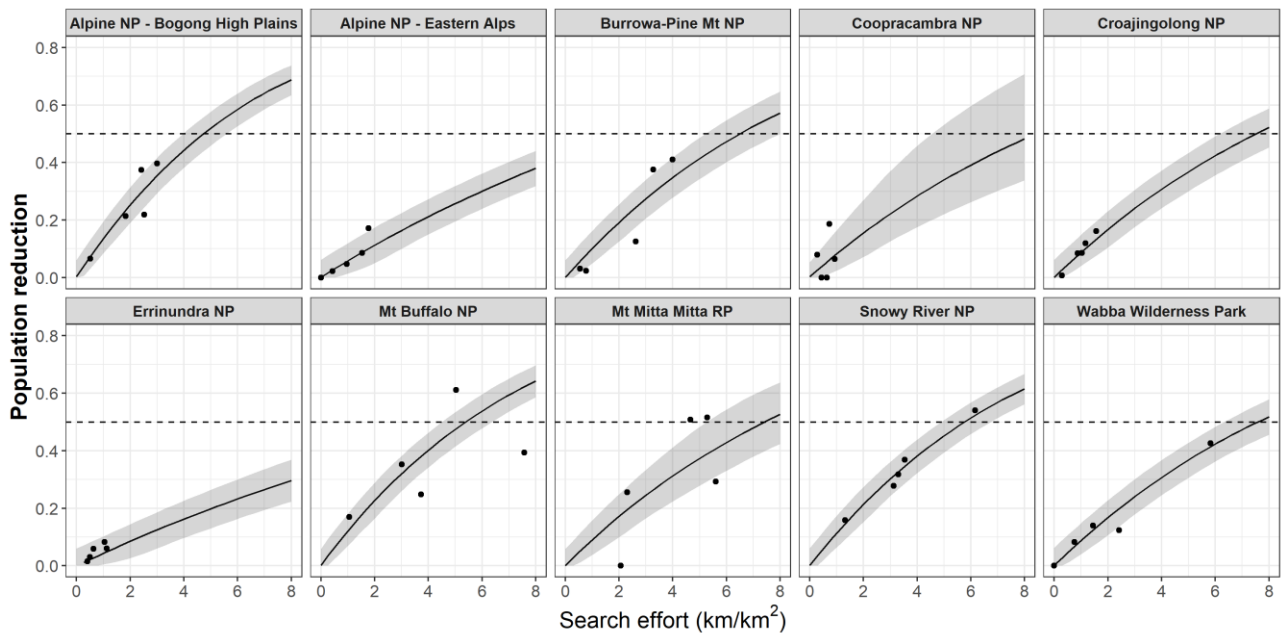 Alpine NP - Bogong High Plains
Alpine NP - Eastern Alps
Burrowa-Pine Mt NP
Coopracambra NP
Croajingolong NP
0.8
0.6
0.4
0.2
0.0
Errinundra NP
Mt Buffalo NP
Mt Mitta Mitta RP
Snowy River NP
Wabba Wilderness Park
0.8
0.6
0.4
0.2
0.0
0 2 4 6 8
0 2 4 6 8
0 2 4 6 8
0 2 4 6 8
0 2 4 6 8
Population reduction
Search effort (km/km²)